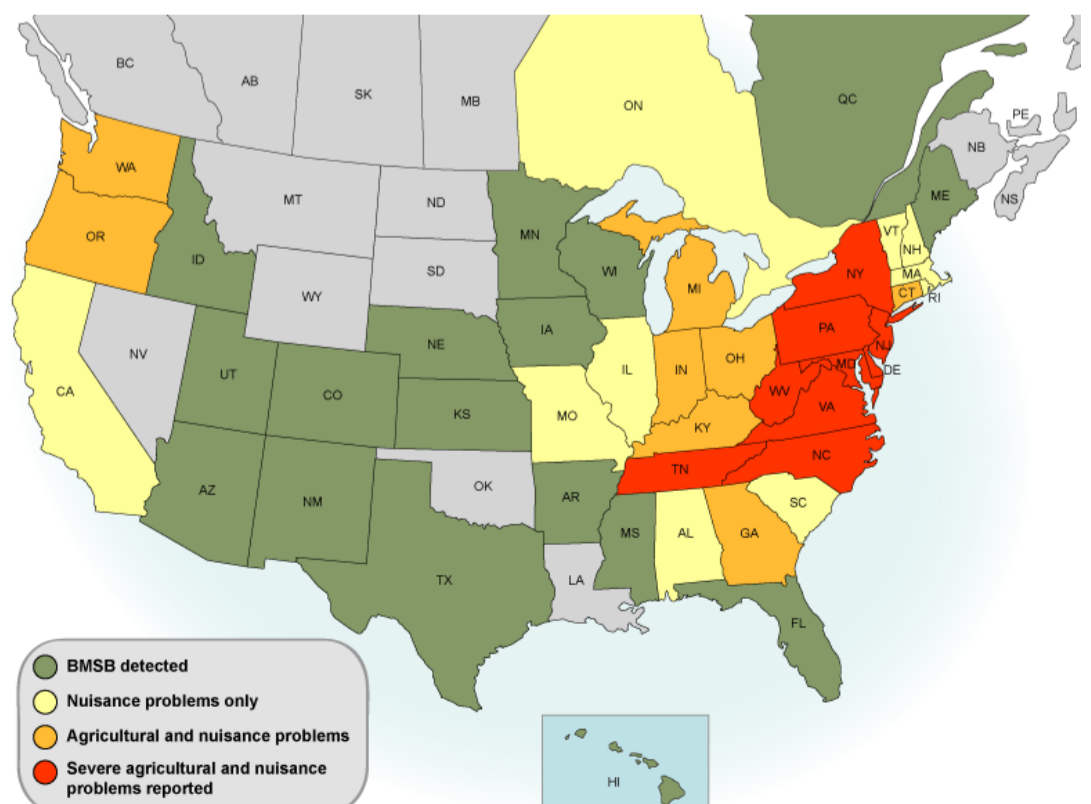 BC
AB
SK
MB
ON
QC
PE
NB
NS
WA
MT
ND
ME
OR
ID
MN
VT
NH
SD
WI
NY
MA
WY
MI
CT
RI
IA
PA
NV
NE
NJ
OH
UT
IL
IN
MD
DE
CA
CO
WV
KS
MO
VA
KY
NC
TN
OK
AZ
AR
NM
SC
MS
AL
GA
TX
LA
FL
BMSB detected
Nuisance problems only
Agricultural and nuisance problems
Severe agricultural and nuisance
problems reported
HI